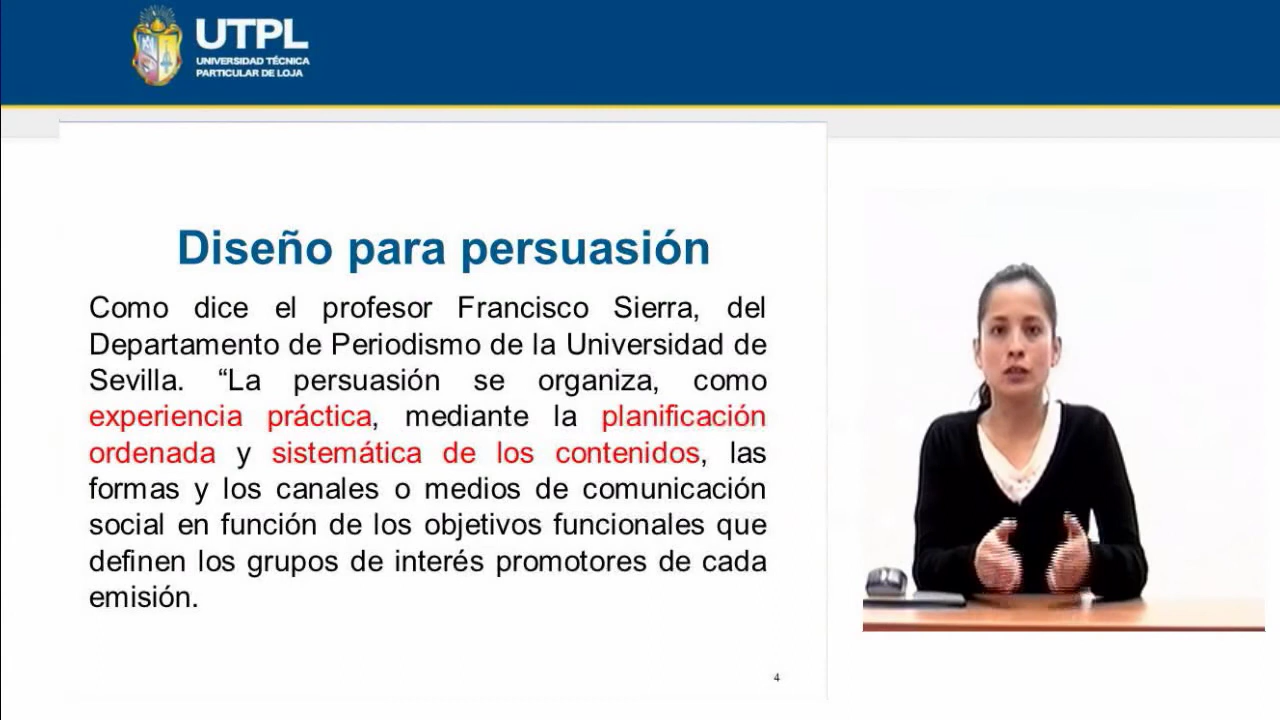 UTPL
UNIVERSIDAD TÉCNICA
PARTICULAR DE LOJA
Diseño para persuasión
Como dice el profesor Francisco Sierra, del
Departamento de Periodismo de la Universidad de
Sevilla. “La persuasión se organiza, como
experiencia práctica, mediante la planificación
ordenada y sistemática de los contenidos, las
formas y los canales o medios de comunicación
social en función de los objetivos funcionales que
definen los grupos de interés promotores de cada
emisión.
4